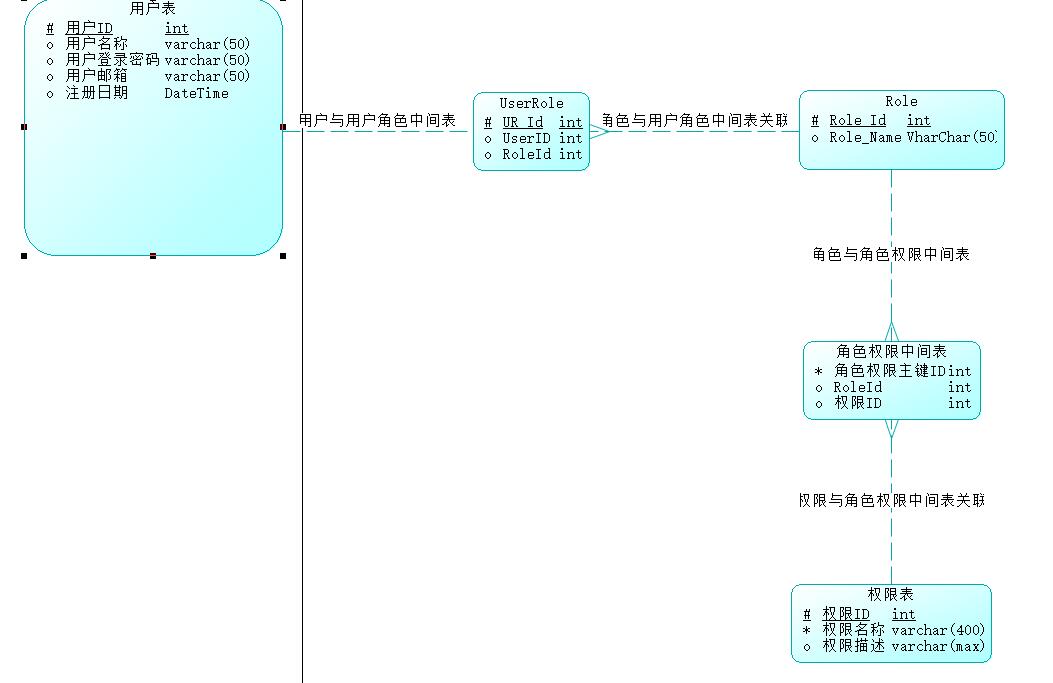 用户表
# 用户ID int
o 用户名称 varchar(50)
o 用户登录密码 varchar(50)
o 用户邮箱 varchar(50)
o 注册日期 DateTime
用户与用户角色中间表
UserRole
# UR_Id int
o UserID int
o RoleId int
角色与用户角色中间表关联
Role
# Role_Id int
o Role_Name VharChar(50)
角色与角色权限中间表
角色权限中间表
* 角色权限主键ID int
o RoleId int
o 权限ID int
权限与角色权限中间表关联
权限表
# 权限ID int
* 权限名称 varchar(400)
o 权限描述 varchar(max)